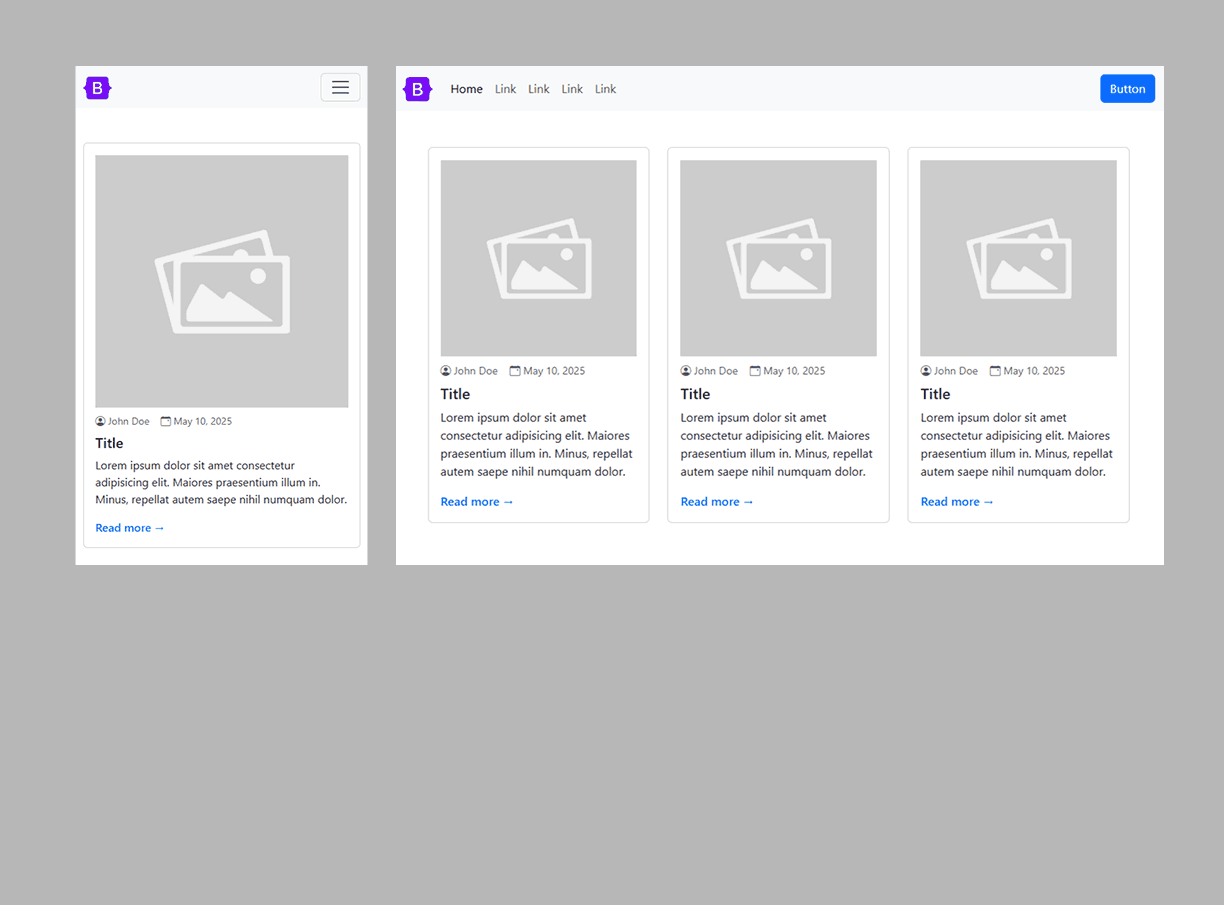 B
John Doe May 10, 2025
Title
Lorem ipsum dolor sit amet consectetur
adipisicing elit. Maiores praesentium illum in.
Minus, repellat autem saepe nihil numquam dolor.
Read more →
B Home Link Link Link Link Button
John Doe May 10, 2025
Title
Lorem ipsum dolor sit amet
consectetur adipisicing elit. Maiores
praesentium illum in. Minus, repellat
autem saepe nihil numquam dolor.
Read more →
John Doe May 10, 2025
Title
Lorem ipsum dolor sit amet
consectetur adipisicing elit. Maiores
praesentium illum in. Minus, repellat
autem saepe nihil numquam dolor.
Read more →
John Doe May 10, 2025
Title
Lorem ipsum dolor sit amet
consectetur adipisicing elit. Maiores
praesentium illum in. Minus, repellat
autem saepe nihil numquam dolor.
Read more →